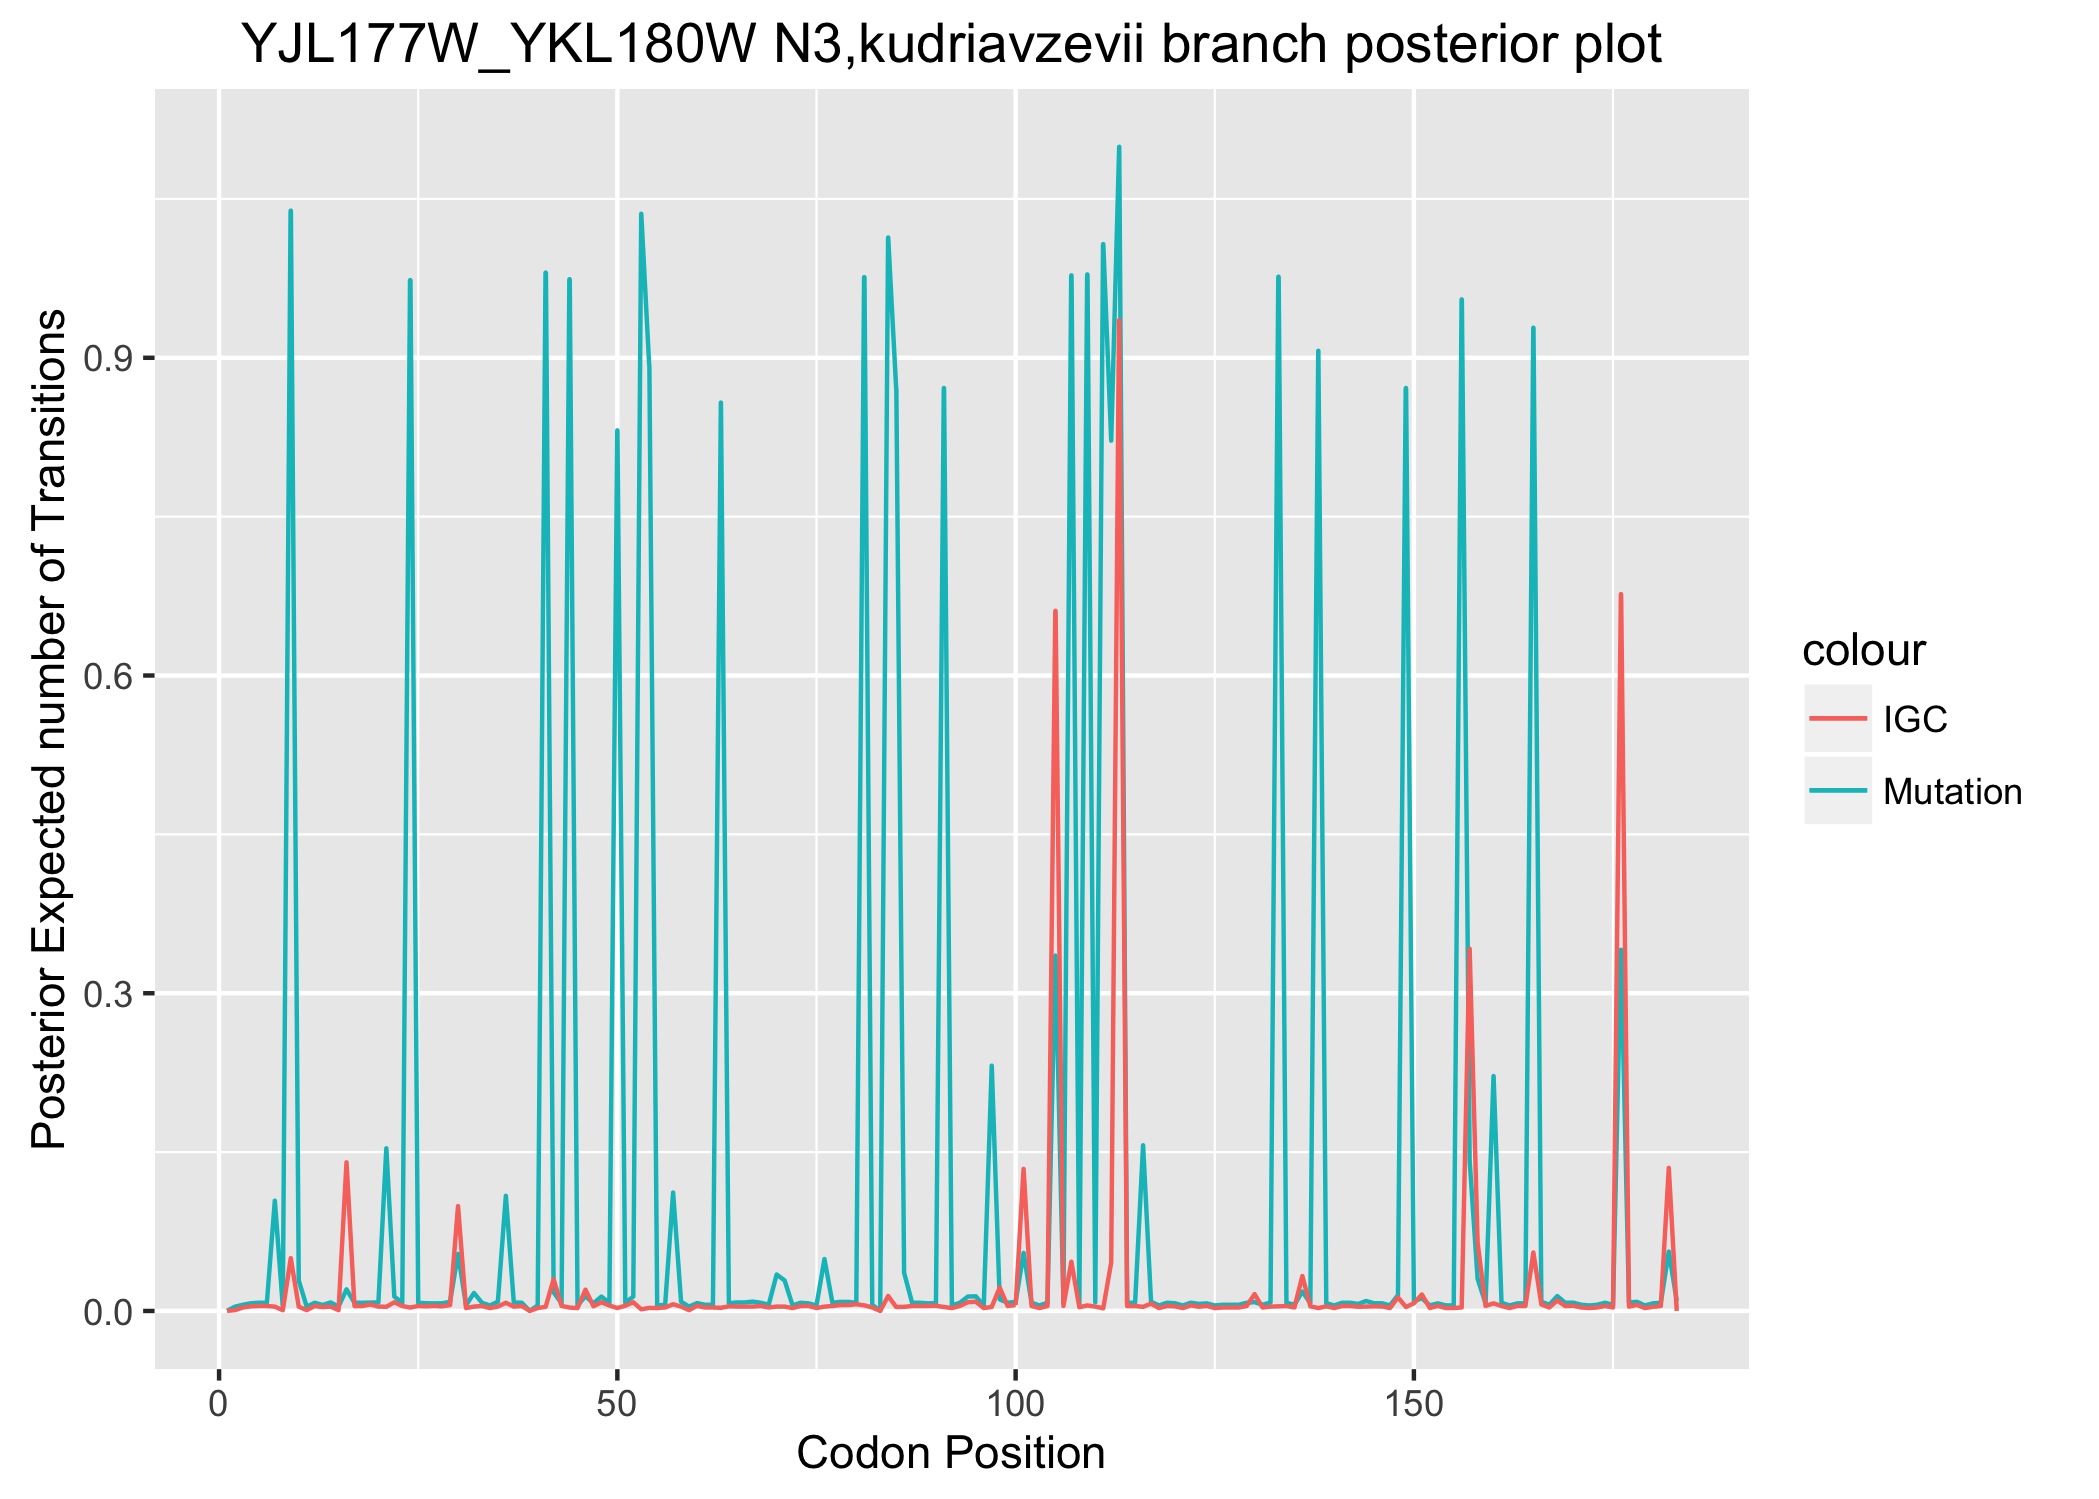 YJL177W_YKL180W N3,kudriavzevii branch posterior plot
Posterior Expected number of Transitions
0.9
0.6
0.3
0.0
0 50 100 150
Codon Position
colour
IGC
Mutation